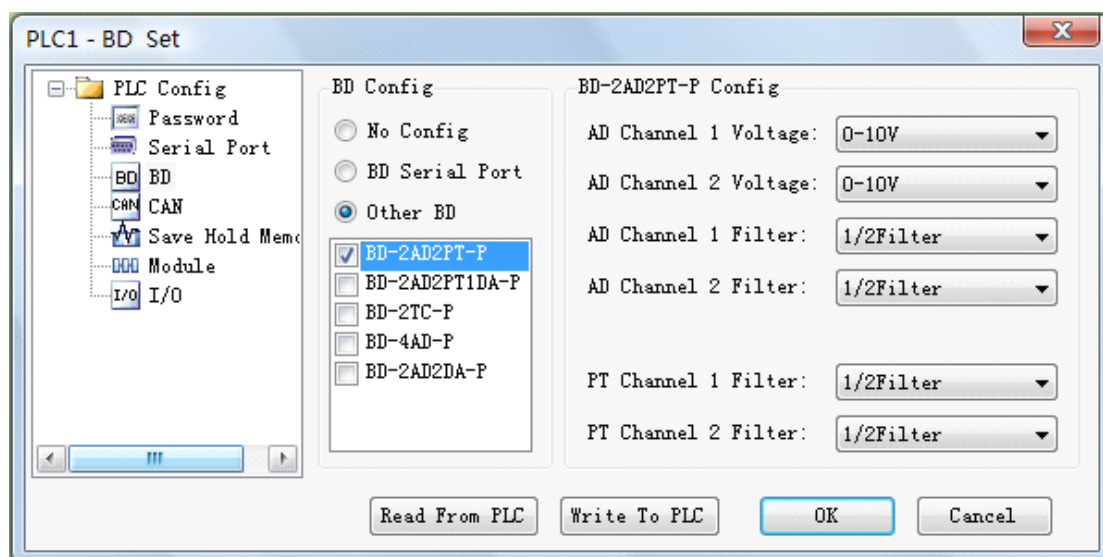 PLC1 - BD Set
PLC Config
Password
Serial Port
BD BD
CAN CAN
Save Hold Memo
Module
I/O I/O
BD Config
No Config
BD Serial Port
Other BD
BD-2AD2PT-P
BD-2AD2PT1DA-P
BD-2TC-P
BD-4AD-P
BD-2AD2DA-P
BD-2AD2PT-P Config
AD Channel 1 Voltage: 0-10V
AD Channel 2 Voltage: 0-10V
AD Channel 1 Filter: 1/2Filter
AD Channel 2 Filter: 1/2Filter
PT Channel 1 Filter: 1/2Filter
PT Channel 2 Filter: 1/2Filter
Read From PLC Write To PLC OK Cancel